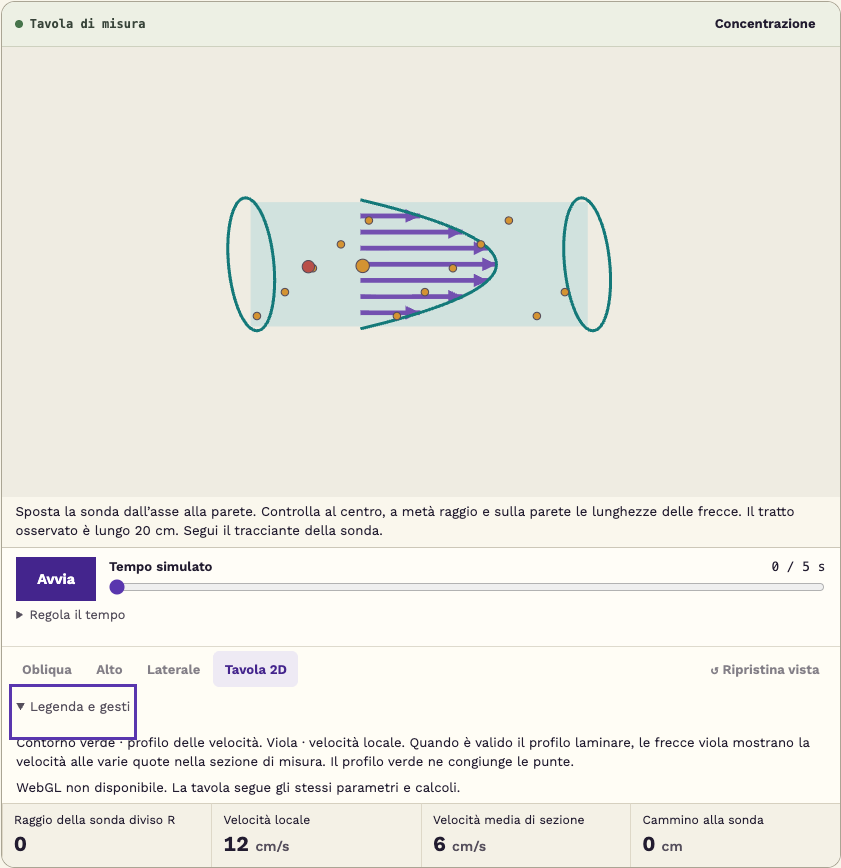 Tavola di misura
Concentrazione
Sposta la sonda dall’asse alla parete. Controlla al centro, a metà raggio e sulla parete le lunghezze delle frecce. Il tratto
osservato è lungo 20 cm. Segui il tracciante della sonda.
Avvia
Tempo simulato
0 / 5 s
▶ Regola il tempo
Obliqua
Alto
Laterale
Tavola 2D
↺ Ripristina vista
▼ Legenda e gesti
Contorno verde · profilo delle velocità. Viola · velocità locale. Quando è valido il profilo laminare, le frecce viola mostrano la
velocità alle varie quote nella sezione di misura. Il profilo verde ne congiunge le punte.
WebGL non disponibile. La tavola segue gli stessi parametri e calcoli.
Raggio della sonda diviso R
0
Velocità locale
12 cm/s
Velocità media di sezione
6 cm/s
Cammino alla sonda
0 cm